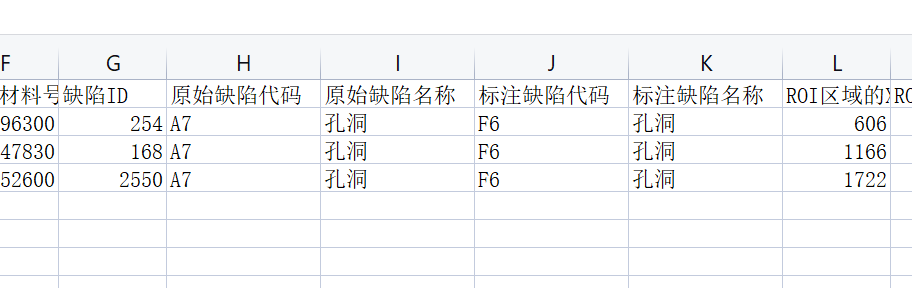 F G H I J K L
材料号 缺陷ID 原始缺陷代码 原始缺陷名称 标注缺陷代码 标注缺陷名称 ROI区域的X RO
96300 254 A7 孔洞 F6 孔洞 606
47830 168 A7 孔洞 F6 孔洞 1166
52600 2550 A7 孔洞 F6 孔洞 1722